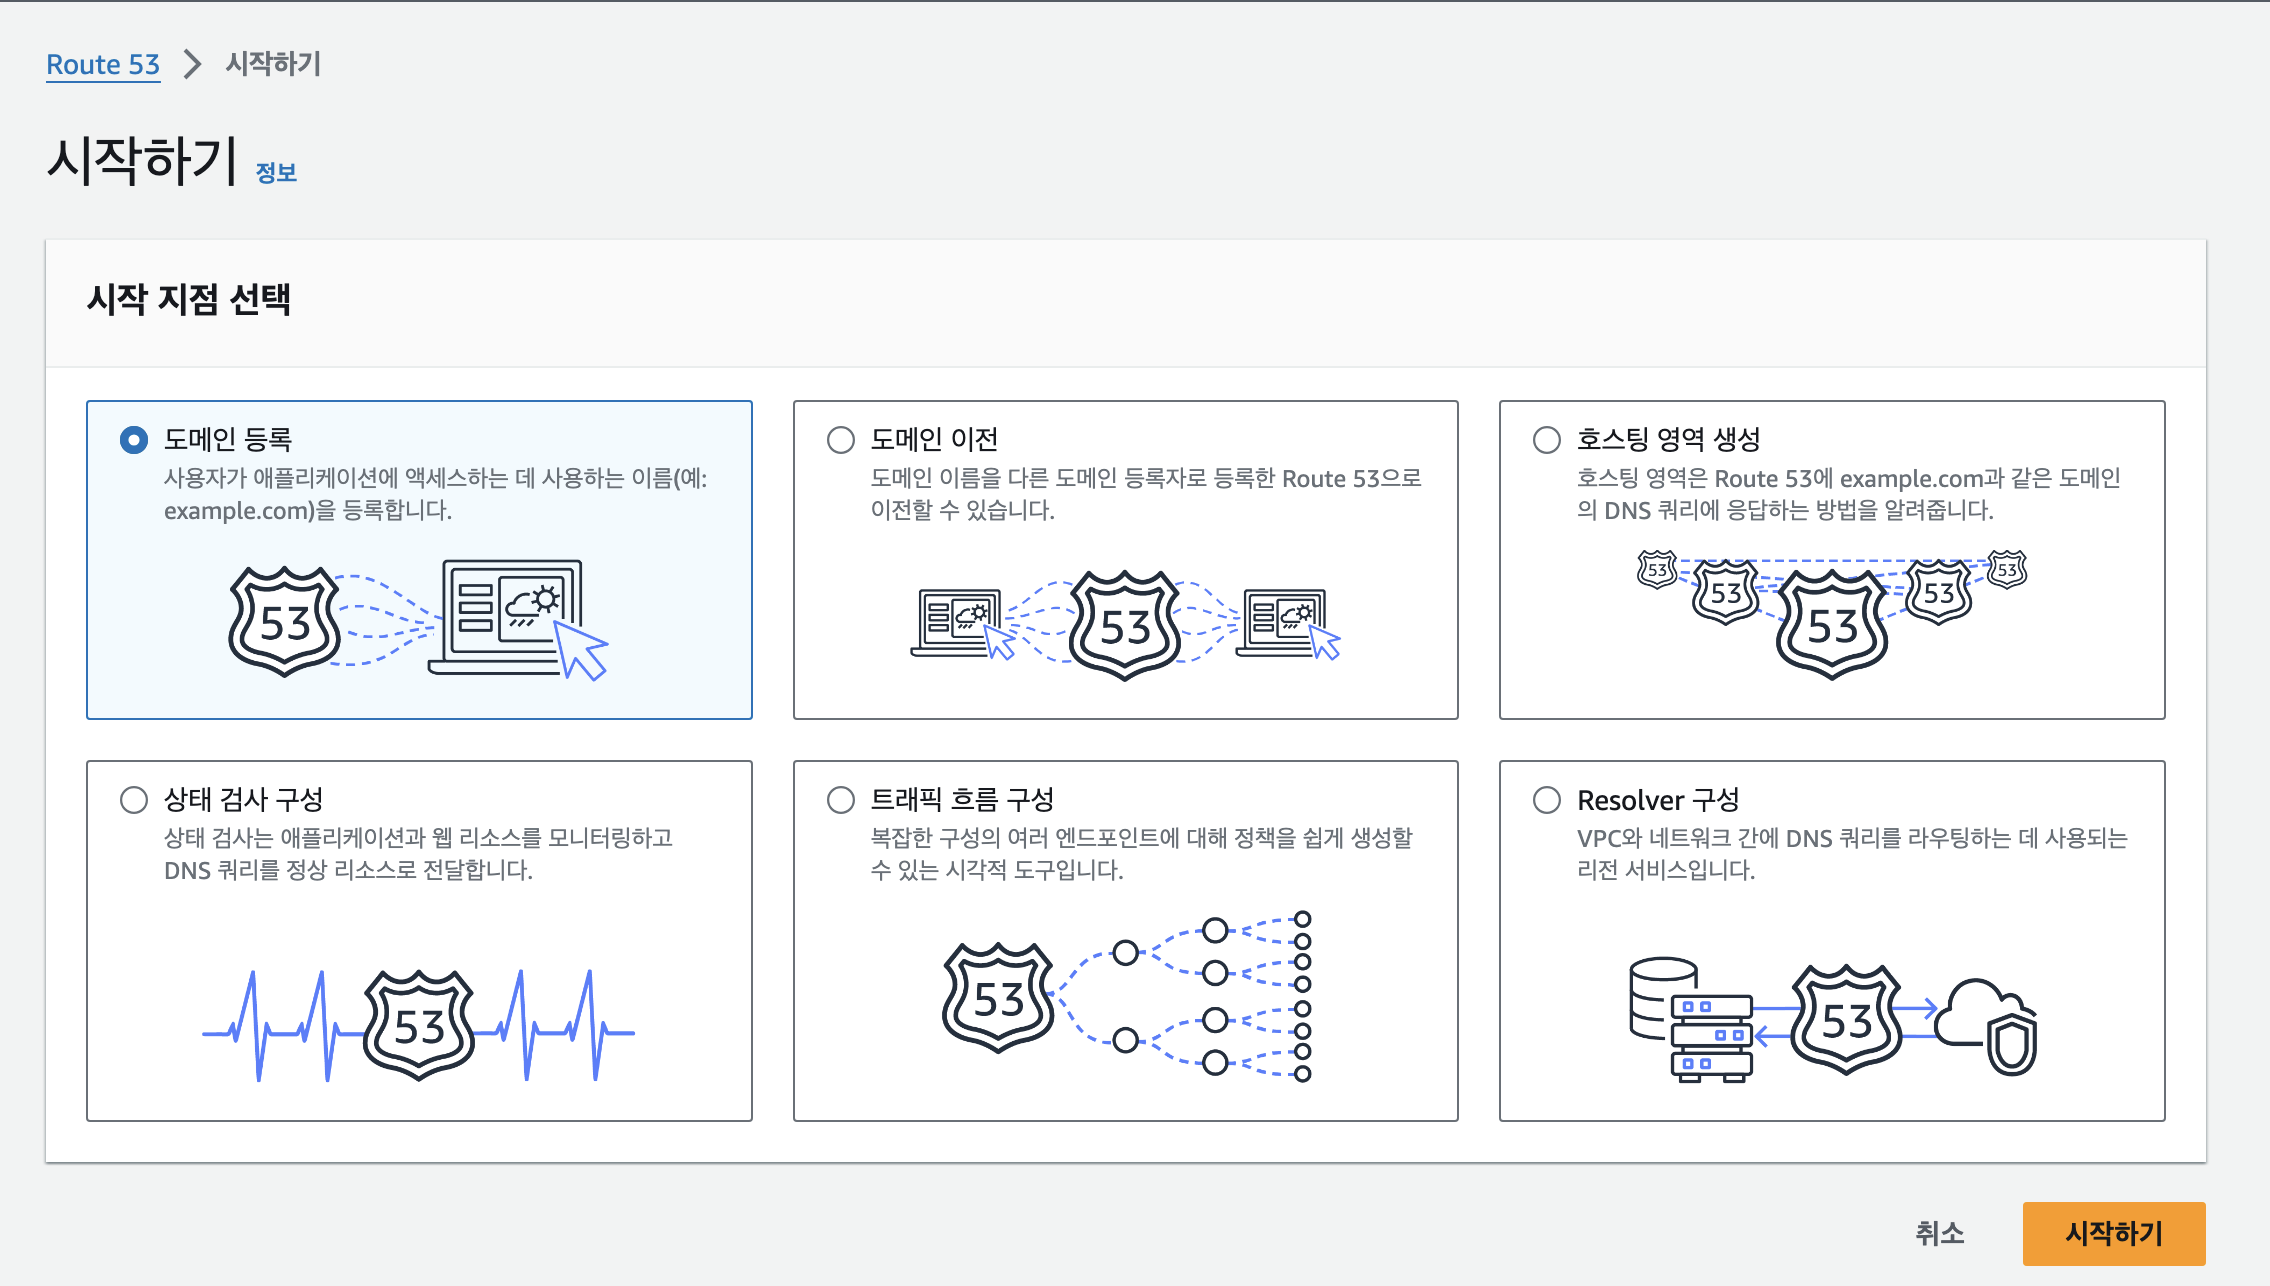 Route 53 > 시작하기
시작하기 정보
시작 지점 선택
도메인 등록
사용자가 애플리케이션에 액세스하는 데 사용하는 이름(예:
example.com)을 등록합니다.
53
도메인 이전
도메인 이름을 다른 도메인 등록자로 등록한 Route 53으로
이전할 수 있습니다.
53
호스팅 영역 생성
호스팅 영역은 Route 53에 example.com과 같은 도메인
의 DNS 쿼리에 응답하는 방법을 알려줍니다.
53 53 53 53 53
상태 검사 구성
상태 검사는 애플리케이션과 웹 리소스를 모니터링하고
DNS 쿼리를 정상 리소스로 전달합니다.
53
트래픽 흐름 구성
복잡한 구성의 여러 엔드포인트에 대해 정책을 쉽게 생성할
수 있는 시각적 도구입니다.
53
Resolver 구성
VPC와 네트워크 간에 DNS 쿼리를 라우팅하는 데 사용되는
리전 서비스입니다.
53
취소 시작하기